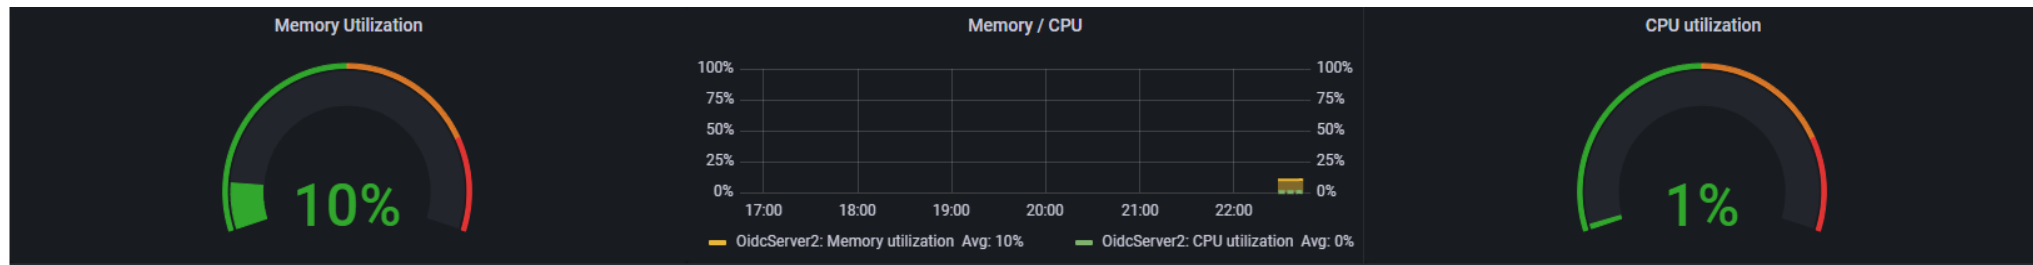 Memory Utilization
10%
Memory / CPU
100% 100%
75% 75%
50% 50%
25% 25%
0% 0%
17:00 18:00 19:00 20:00 21:00 22:00
OidcServer2: Memory utilization Avg: 10% OidcServer2: CPU utilization Avg: 0%
CPU utilization
1%